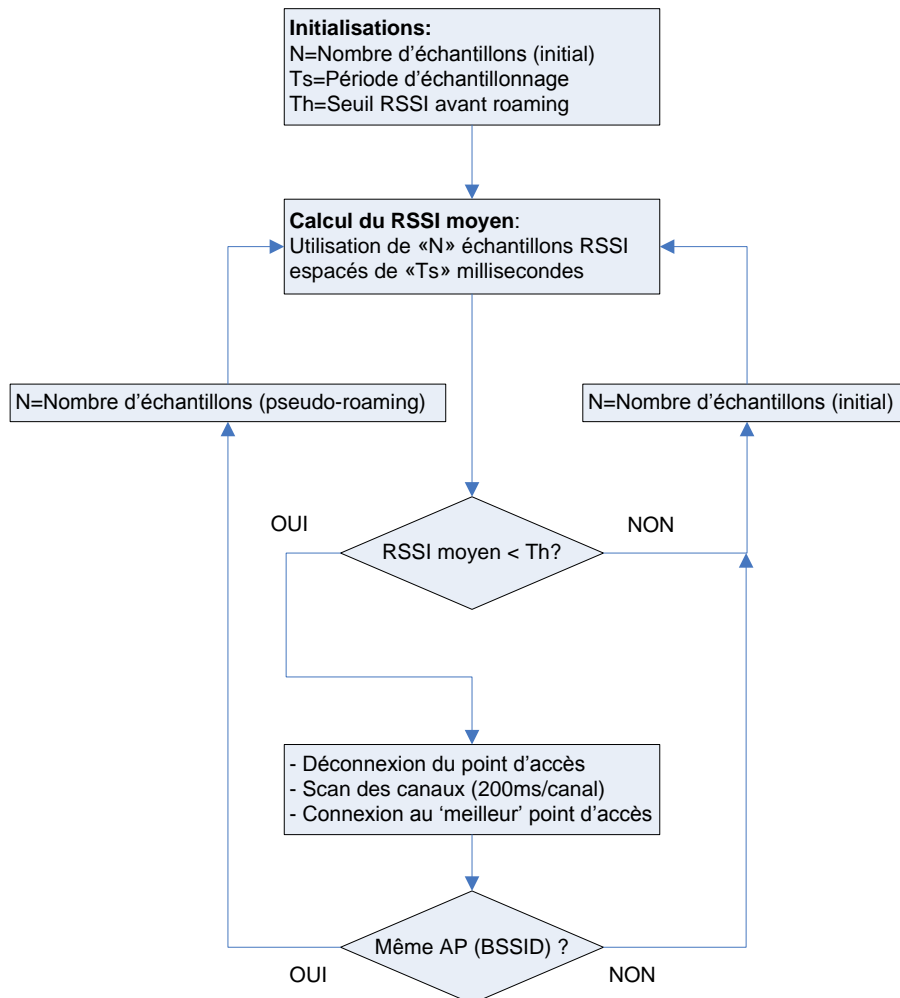 Initialisations:
N=Nombre d'échantillons (initial)
Ts=Période d'échantillonnage
Th=Seuil RSSI avant roaming
Calcul du RSSI moyen:
Utilisation de «N» échantillons RSSI
espacés de «Ts» millisecondes
N=Nombre d'échantillons (pseudo-roaming)
N=Nombre d'échantillons (initial)
OUI
NON
RSSI moyen < Th?
- Déconnexion du point d'accès
- Scan des canaux (200ms/canal)
- Connexion au ‘meilleur’ point d'accès
Même AP (BSSID) ?
OUI
NON